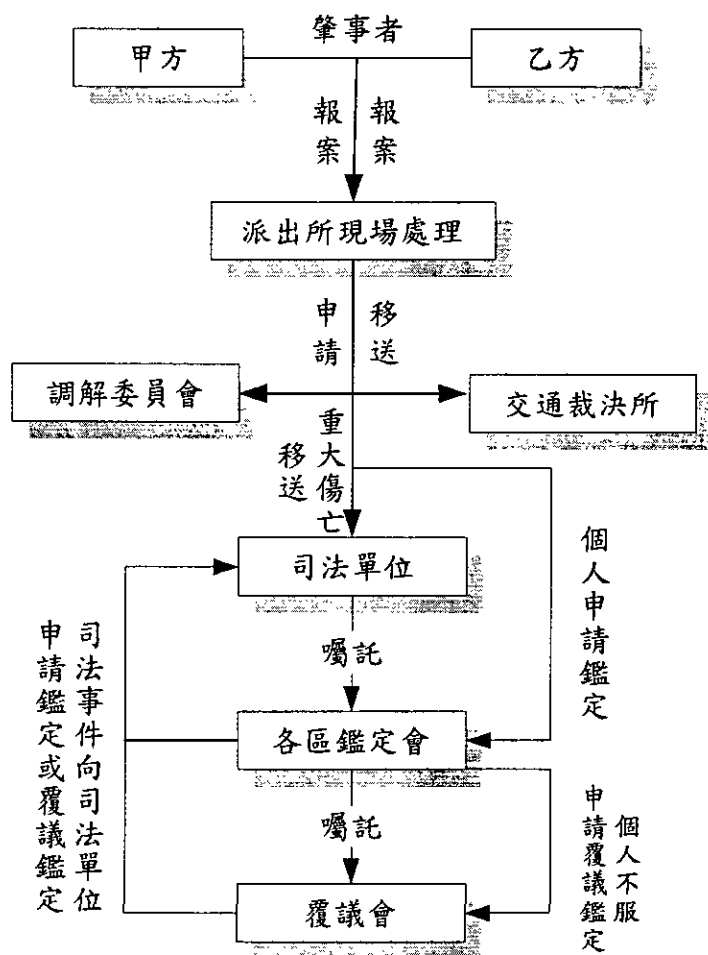 肇事者
甲方
乙方
報案
報案
派出所現場處理
申請
移送
調解委員會
交通裁決所
重大傷亡
移送
司法單位
個人申請鑑定
囑託
司法事件向司法單位
申請鑑定或覆議鑑定
各區鑑定會
囑託
個人不服
申請覆議鑑定
覆議會